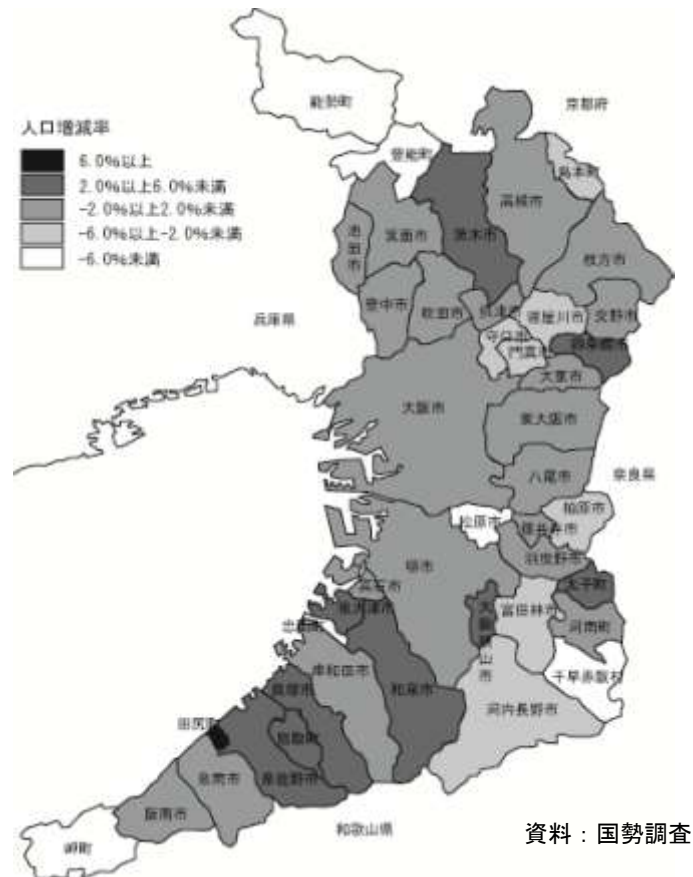 能勢町
京都府
人口増減率
6.0%以上
2.0%以上6.0%未満
-2.0%以上2.0%未満
-6.0%以上-2.0%未満
-6.0%未満
豊能町
島本町
高槻市
茨木市
池田市
箕面市
枚方市
豊中市
吹田市
摂津市
寝屋川市
交野市
兵庫県
守口市
門真市
四條畷市
大東市
大阪市
東大阪市
八尾市
奈良県
柏原市
松原市
藤井寺市
羽曳野市
堺市
高石市
太子町
泉大津市
大阪狭山市
富田林市
河南町
忠岡町
岸和田市
和泉市
千早赤阪村
貝塚市
河内長野市
田尻町
熊取町
泉佐野市
泉南市
阪南市
和歌山県
岬町
資料：国勢調査